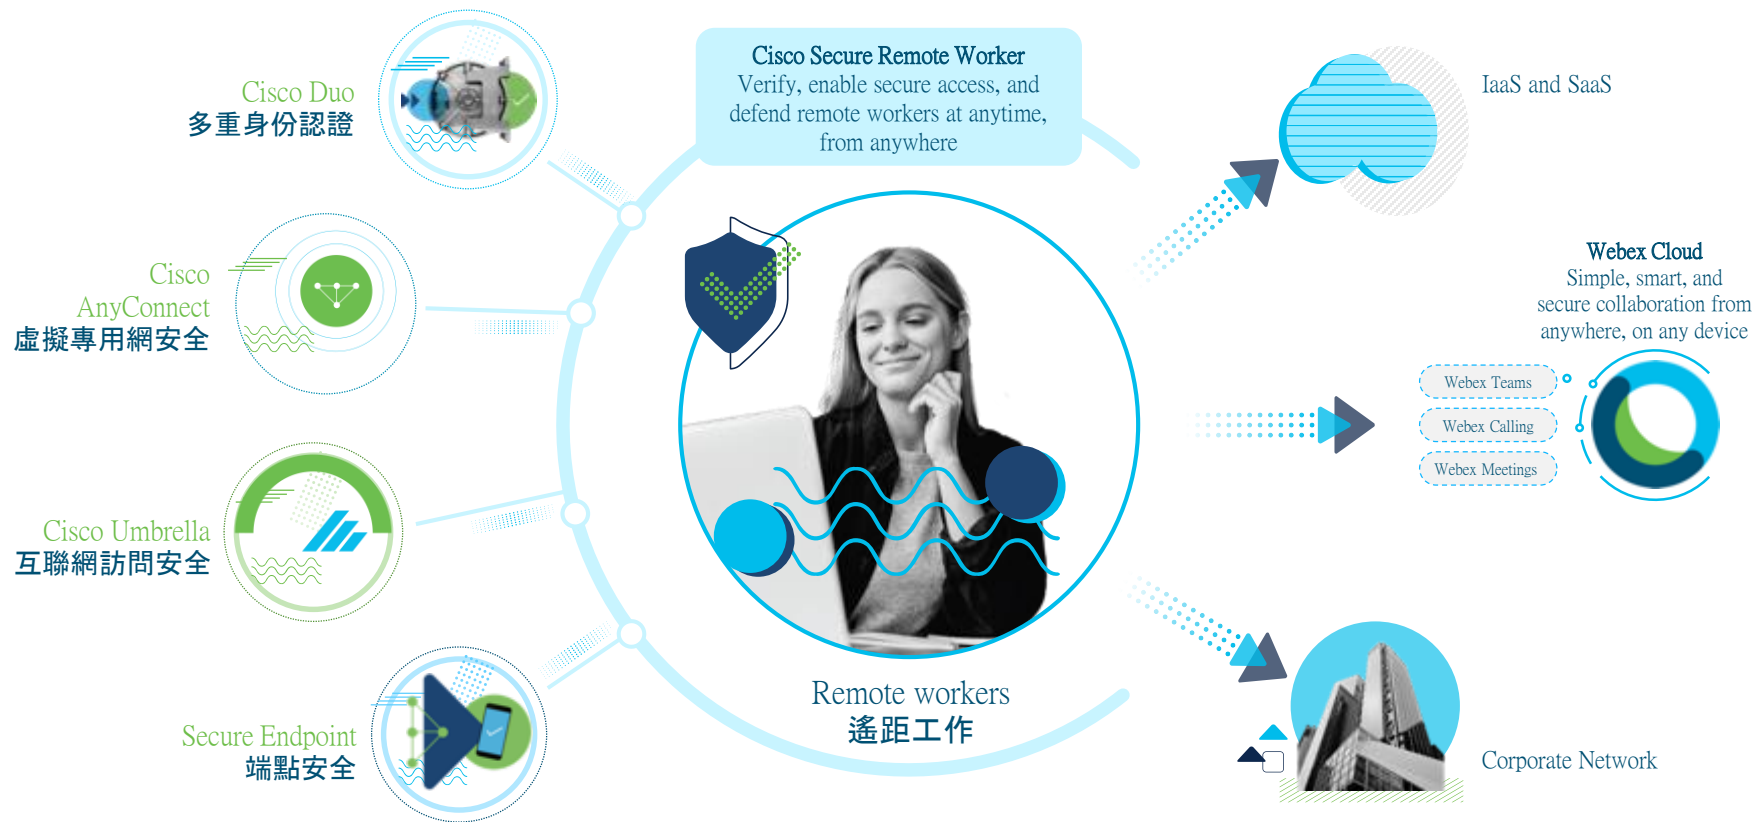 Cisco Duo
多重身份認證
Cisco
AnyConnect
虛擬專用網安全
Cisco Umbrella
互聯網訪問安全
Secure Endpoint
端點安全
Cisco Secure Remote Worker
Verify, enable secure access, and
defend remote workers at anytime,
from anywhere
Remote workers
遙距工作
IaaS and SaaS
Webex Cloud
Simple, smart, and
secure collaboration from
anywhere, on any device
Webex Teams
Webex Calling
Webex Meetings
Corporate Network